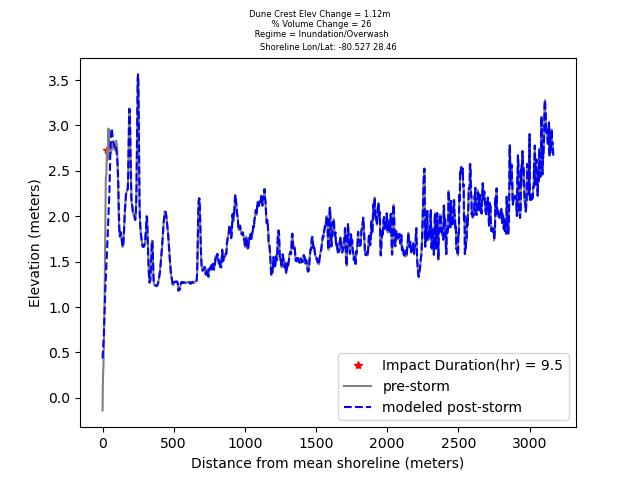 Dune Crest Elev Change = 1.12m
% Volume Change = 26
Regime = Inundation/Overwash
Shoreline Lon/Lat: -80.527 28.46
3.5
3.0
2.5
2.0
1.5
1.0
0.5
0.0
Elevation (meters)
Impact Duration(hr) = 9.5
pre-storm
modeled post-storm
0 500 1000 1500 2000 2500 3000
Distance from mean shoreline (meters)